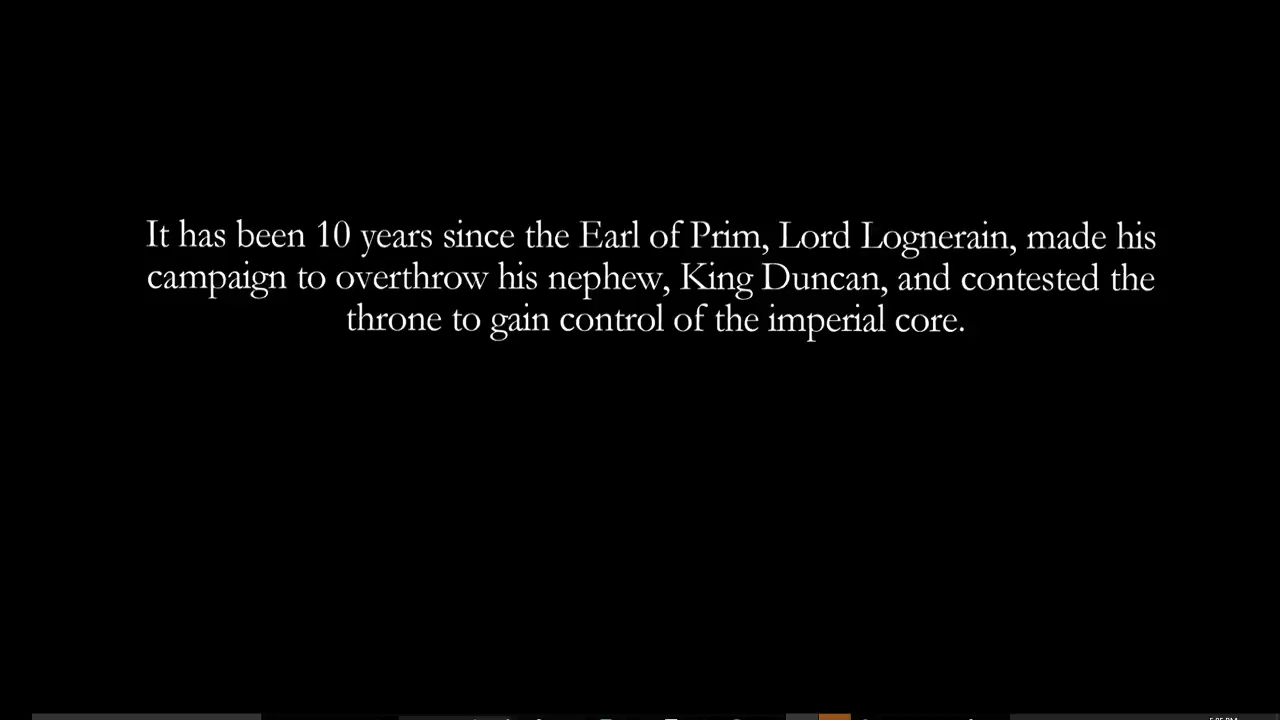 It has been 10 years since the Earl of Prim, Lord Lognerain, made his
campaign to overthrow his nephew, King Duncan, and contested the
throne to gain control of the imperial core.